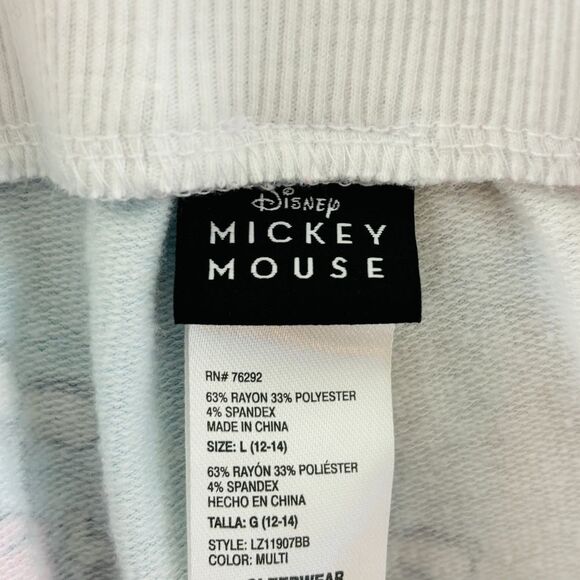 Disney
MICKEY
MOUSE
RN# 76292
63% RAYON 33% POLYESTER
4% SPANDEX
MADE IN CHINA
SIZE: L (12-14)
63% RAYÓN 33% POLIÉSTER
4% SPANDEX
HECHO EN CHINA
TALLA: G (12-14)
STYLE: LZ11907BB
COLOR: MULTI